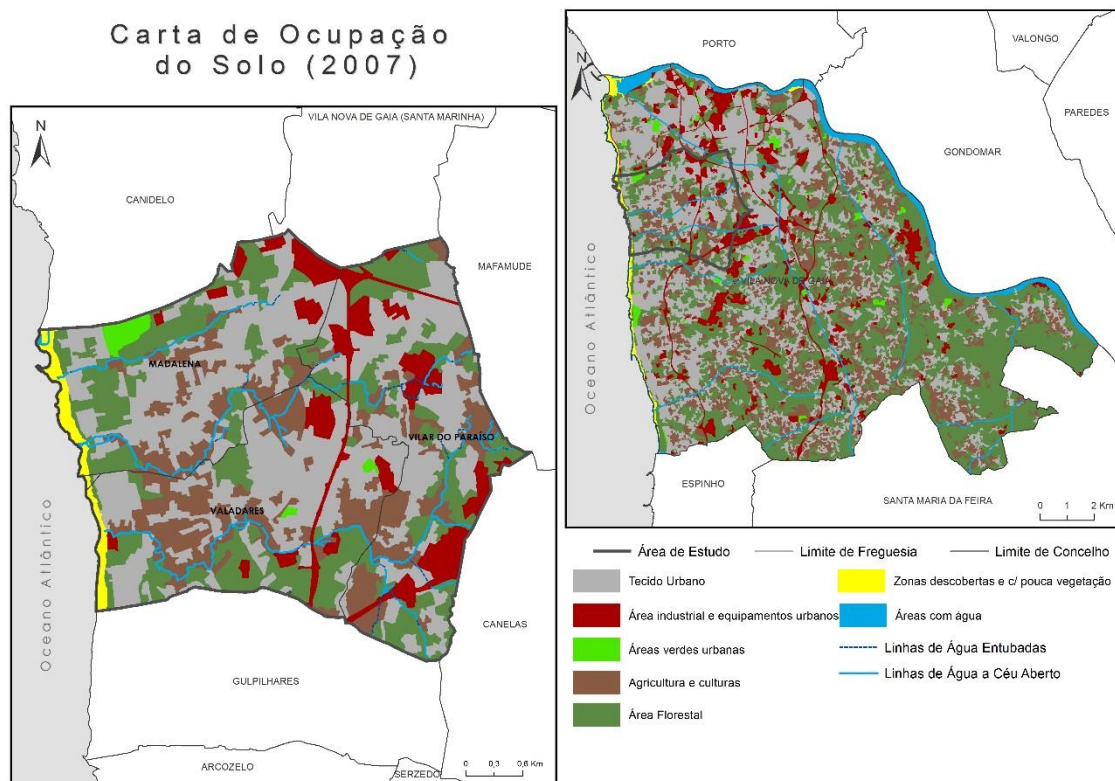 Carta de Ocupação
do Solo (2007)
N
VILA NOVA DE GAIA (SANTA MARINHA)
CANIDELO
MAFAMUDE
MADALENA
VILAR DO PARAÍSO
VALADARES
Oceano Atlântico
CANELAS
GULPILHARES
ARCOZELO
SERZEDO
0 0,3 0,6 Km
N
PORTO
VALONGO
PAREDES
GONDOMAR
VILA NOVA DE GAIA
Oceano Atlântico
ESPINHO
SANTA MARIA DA FEIRA
0 1 2 Km
Área de Estudo
Limite de Freguesia
Limite de Concelho
Tecido Urbano
Zonas descobertas e c/ pouca vegetação
Área industrial e equipamentos urbanos
Áreas com água
Áreas verdes urbanas
Linhas de Água Entubadas
Agricultura e culturas
Linhas de Água a Céu Aberto
Área Florestal